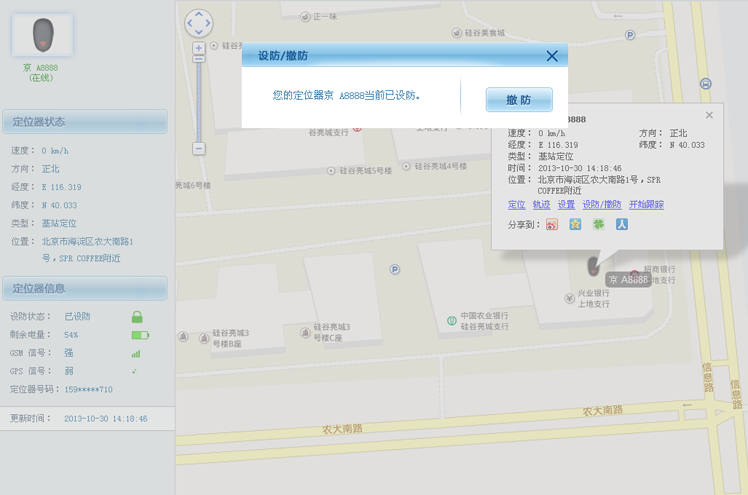 京 A8888
(在线)
定位器状态
速度： 0 km/h
方向： 正北
经度： E 116.319
纬度： N 40.033
类型： 基站定位
位置： 北京市海淀区农大南路1
号，SPR COFFEE附近
定位器信息
设防状态： 已设防
剩余电量： 54%
GSM 信号： 强
GPS 信号： 弱
定位器号码：159*****710
更新时间： 2013-10-30 14:18:46
设防/撤防
您的定位器京 A8888当前已设防。
撤 防
8888
速度： 0 km/h
方向： 正北
经度： E 116.319
纬度： N 40.033
类型： 基站定位
时间： 2013-10-30 14:18:46
位置： 北京市海淀区农大南路1号，SPR
COFFEE附近
定位 轨迹 设置 设防/撤防 开始跟踪
分享到：
京 A8888
正一味
硅谷美食城
硅谷亮城
谷亮城支行
上地支行
硅谷亮城5号楼
硅谷亮城4号楼
亮城6号楼
P
P
招商银行
上地支行
兴业银行
上地支行
中国农业银行
硅谷亮城支行
硅谷亮城3
号楼B座
硅谷亮城3
号楼C座
农大南路
农大南路
信息路
信息路